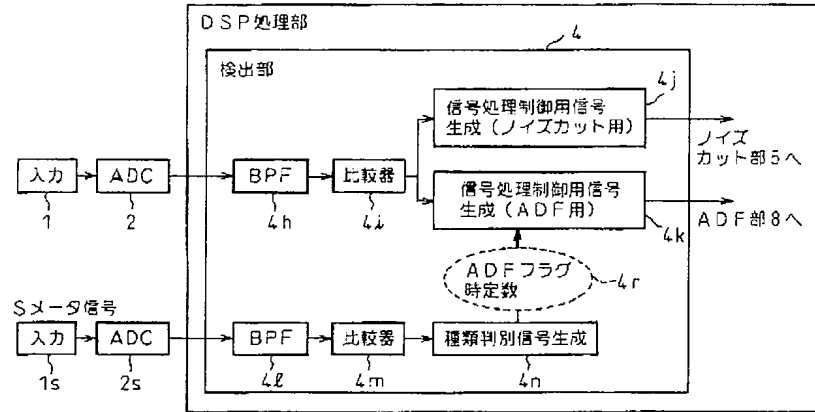 DSP処理部
4
検出部
4j
信号処理制御用信号
生成(ノイズカット用)
ノイズ
カット部5へ
入力
ADC
BPF
比較器
信号処理制御用信号
生成(ADF用)
1
2
4h
4i
4k
ADF部8へ
ADFフラグ
時定数
4r
Sメータ信号
入力
ADC
BPF
比較器
種類判別信号生成
1s
2s
4ℓ
4m
4n